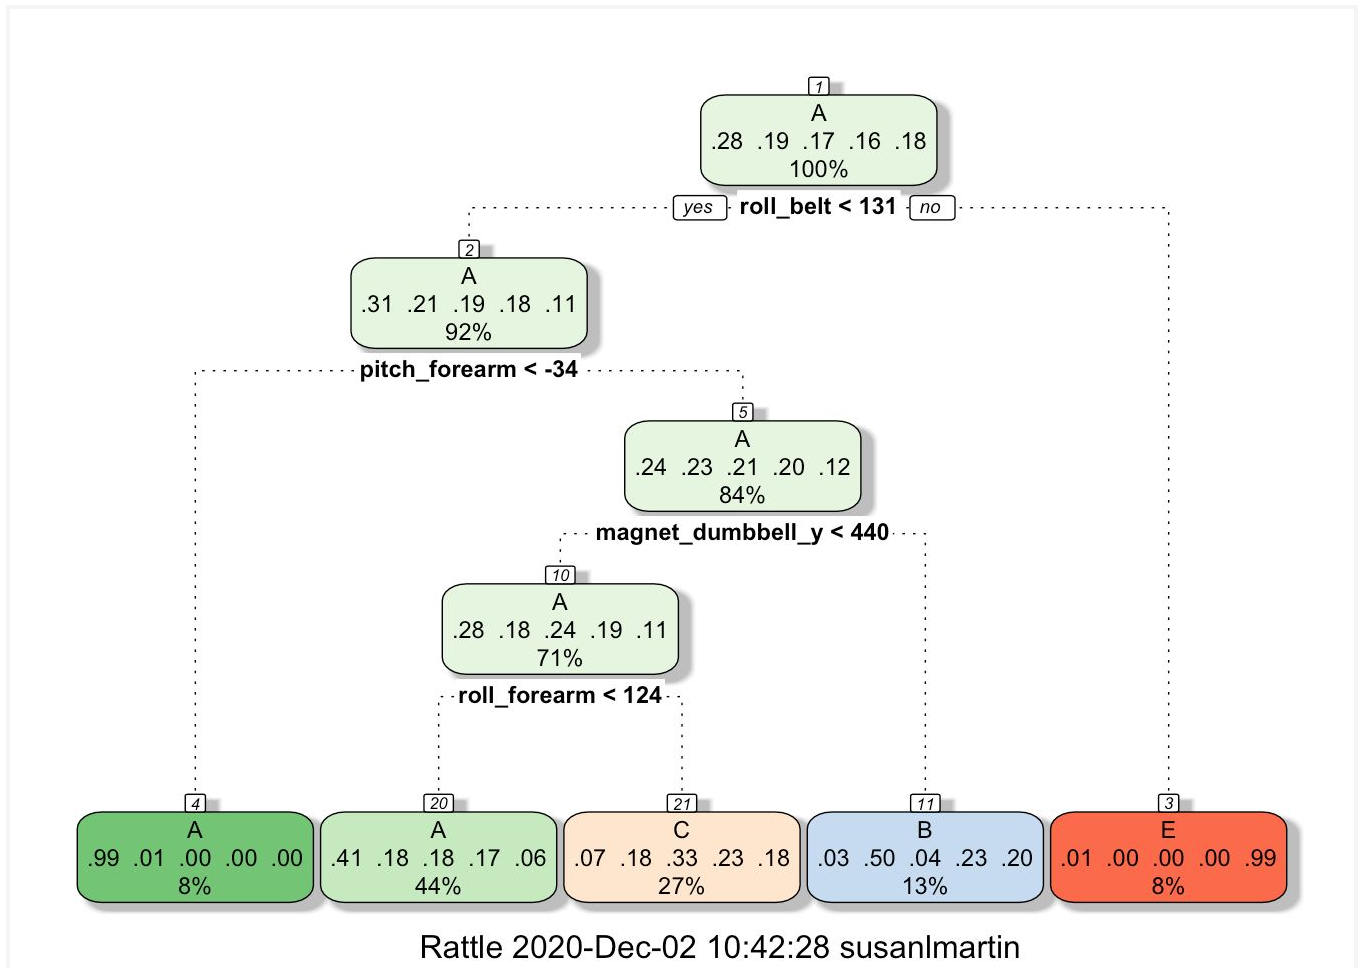 1
A
.28 .19 .17 .16 .18
100%
yes roll_belt < 131 no
2
A
.31 .21 .19 .18 .11
92%
pitch_forearm < -34
5
A
.24 .23 .21 .20 .12
84%
magnet_dumbbell_y < 440
10
A
.28 .18 .24 .19 .11
71%
roll_forearm < 124
4
A
.99 .01 .00 .00 .00
8%
20
A
.41 .18 .18 .17 .06
44%
21
C
.07 .18 .33 .23 .18
27%
11
B
.03 .50 .04 .23 .20
13%
3
E
.01 .00 .00 .00 .99
8%
Rattle 2020-Dec-02 10:42:28 susanlmartin